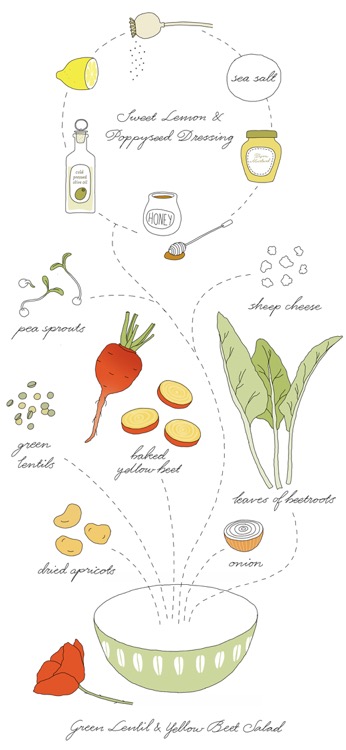 sea salt
Sweet Lemon &
Poppyseed Dressing
cold
pressed
olive oil
Dijon
Mustard
HONEY
sheep cheese
pea sprouts
green
lentils
baked
yellow beet
leaves of beetroots
dried apricots
onion
Green Lentil & Yellow Beet Salad